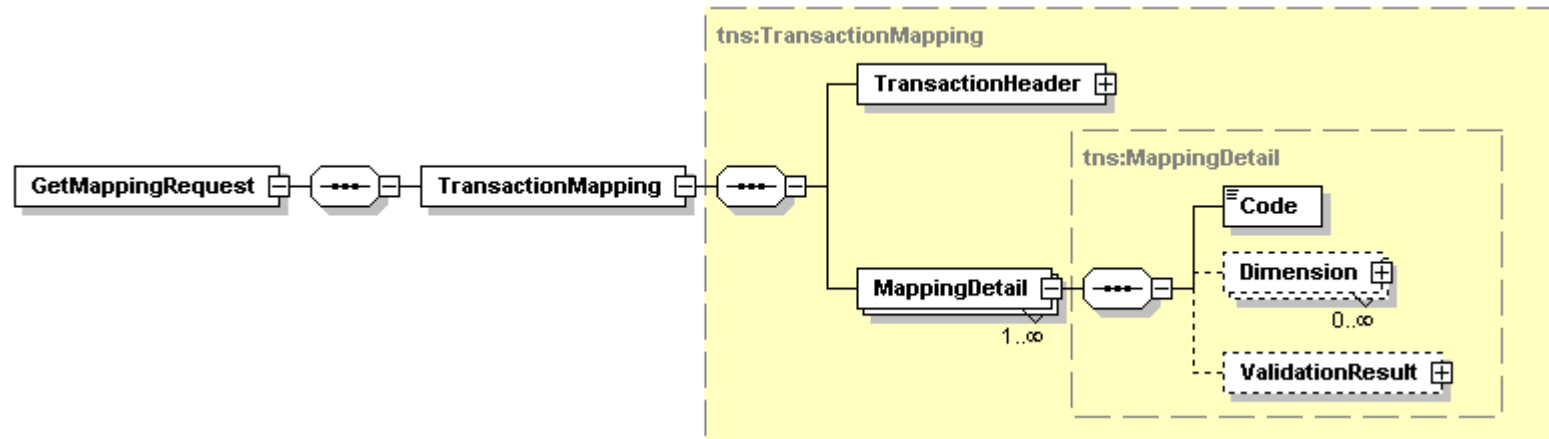 tns:TransactionMapping
TransactionHeader
tns:MappingDetail
GetMappingRequest
TransactionMapping
Code
Dimension
0..∞
MappingDetail
1..∞
ValidationResult